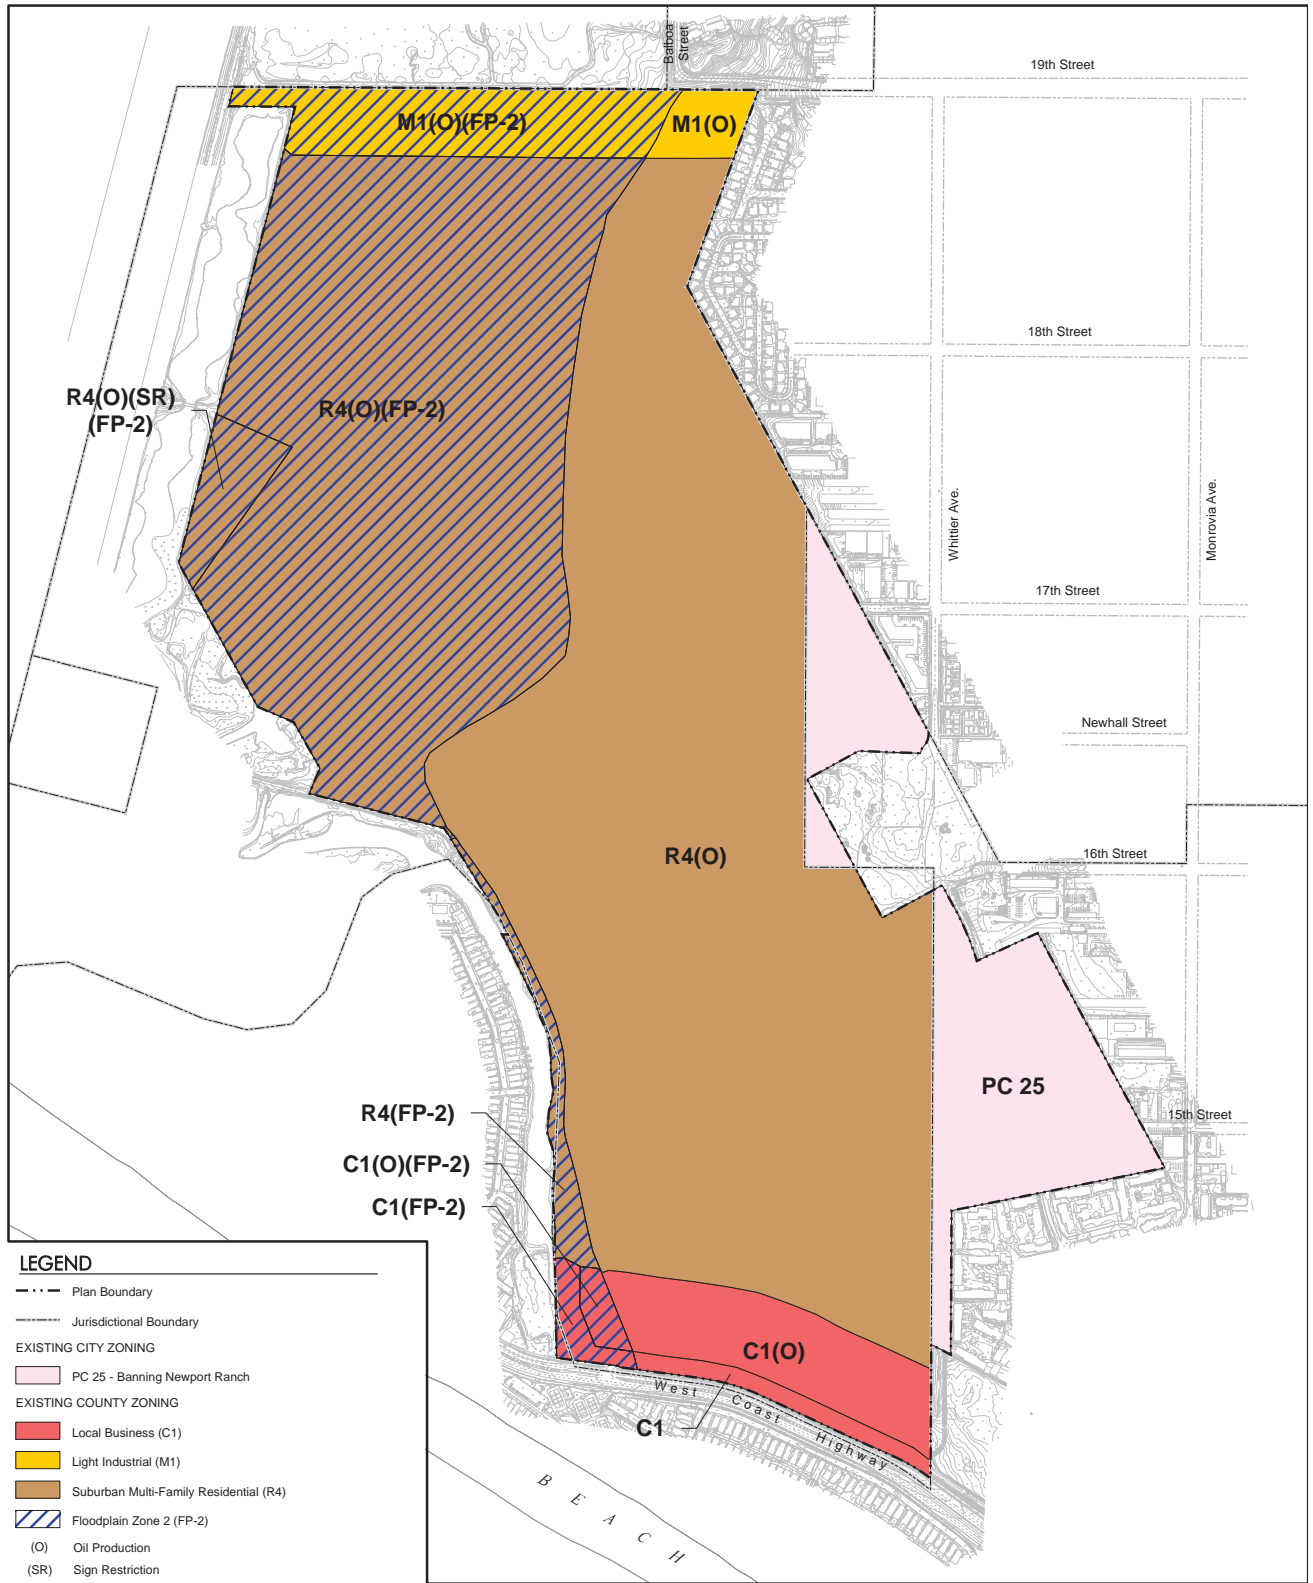 Balboa
Street
19th Street
M1(O)(FP-2)
M1(O)
18th Street
R4(O)(SR)
(FP-2)
R4(O)(FP-2)
Whittier Ave.
Monrovia Ave.
17th Street
Newhall Street
R4(O)
16th Street
PC 25
R4(FP-2)
15th Street
C1(O)(FP-2)
C1(FP-2)
C1(O)
C1
West Coast Highway
BEACH
LEGEND
Plan Boundary
Jurisdictional Boundary
EXISTING CITY ZONING
PC 25 - Banning Newport Ranch
EXISTING COUNTY ZONING
Local Business (C1)
Light Industrial (M1)
Suburban Multi-Family Residential (R4)
Floodplain Zone 2 (FP-2)
(O) Oil Production
(SR) Sign Restriction